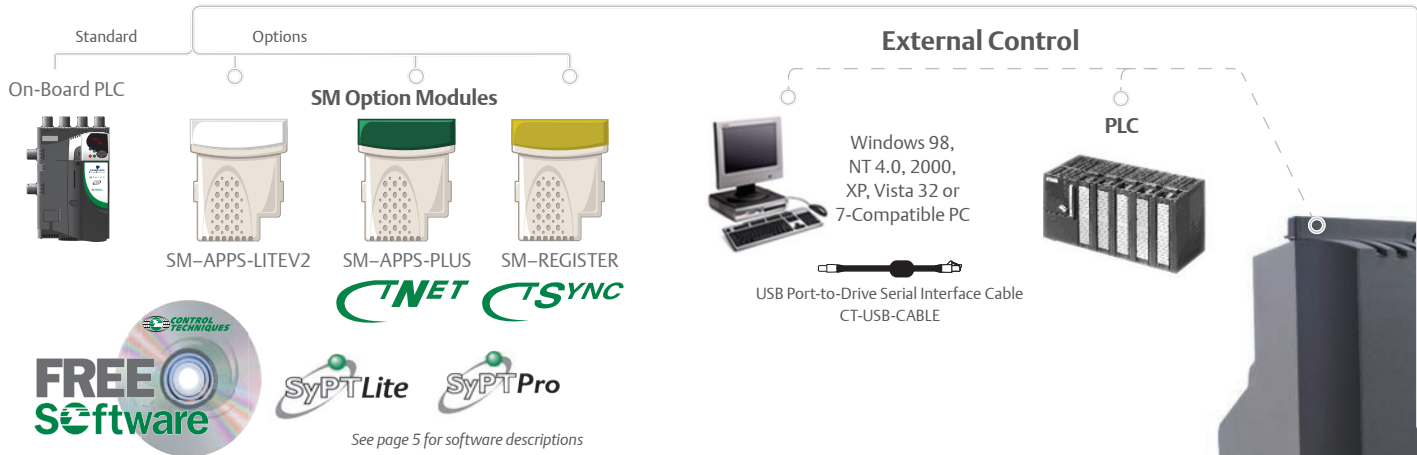 Standard
Options
On-Board PLC
SM Option Modules
SM–APPS-LITEV2
SM–APPS-PLUS
SM–REGISTER
CTNET
CTSYNC
CONTROL
TECHNIQUES
FREE
Software
SyPTLite
SyPTPro
See page 5 for software descriptions
External Control
Windows 98,
NT 4.0, 2000,
XP, Vista 32 or
7-Compatible PC
USB Port-to-Drive Serial Interface Cable
CT-USB-CABLE
PLC